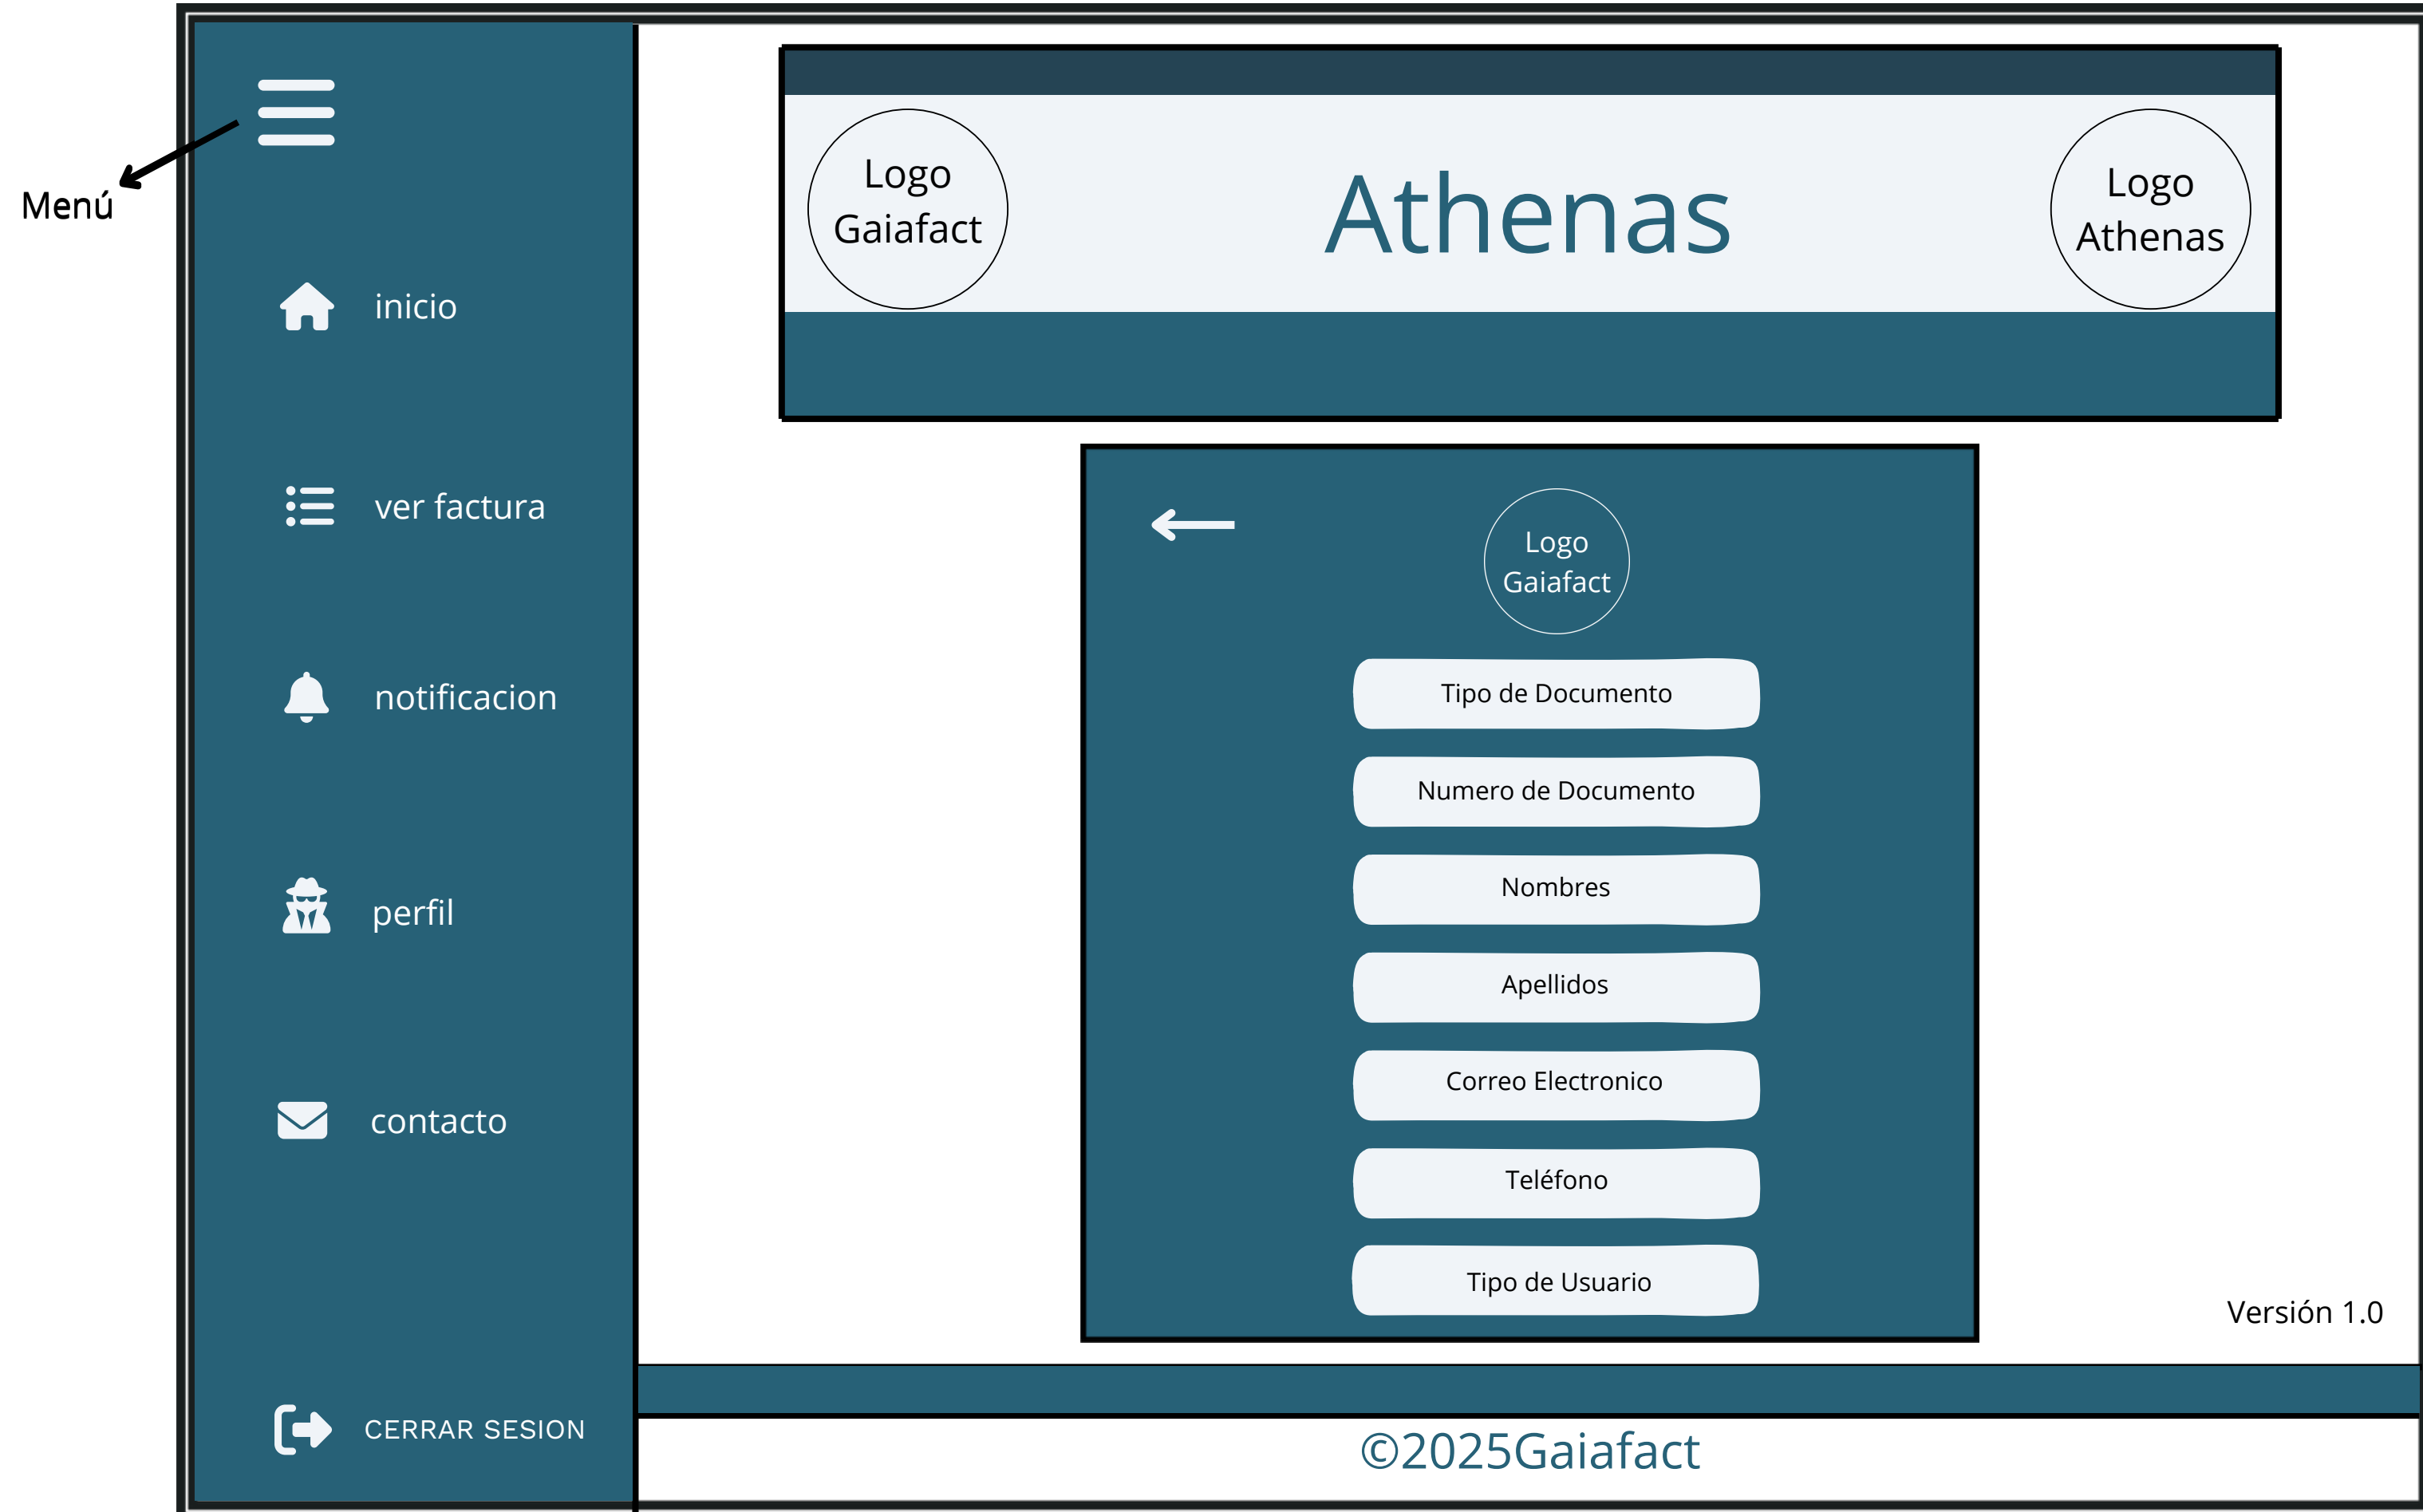 Menú
inicio
ver factura
notificacion
perfil
contacto
CERRAR SESION
Logo
Gaiafact
Athenas
Logo
Athenas
Logo
Gaiafact
Tipo de Documento
Numero de Documento
Nombres
Apellidos
Correo Electronico
Teléfono
Tipo de Usuario
Versión 1.0
©2025Gaiafact